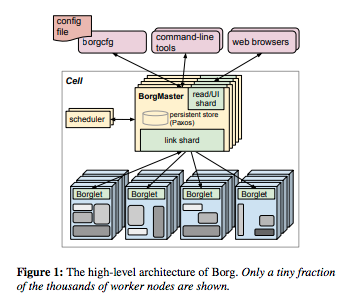 config
file
borgcfg
command-line
tools
web browsers
Cell
BorgMaster
read/UI
shard
persistent store
(Paxos)
scheduler
link shard
Borglet
Borglet
Borglet
Borglet
Figure 1: The high-level architecture of Borg. Only a tiny fraction
of the thousands of worker nodes are shown.